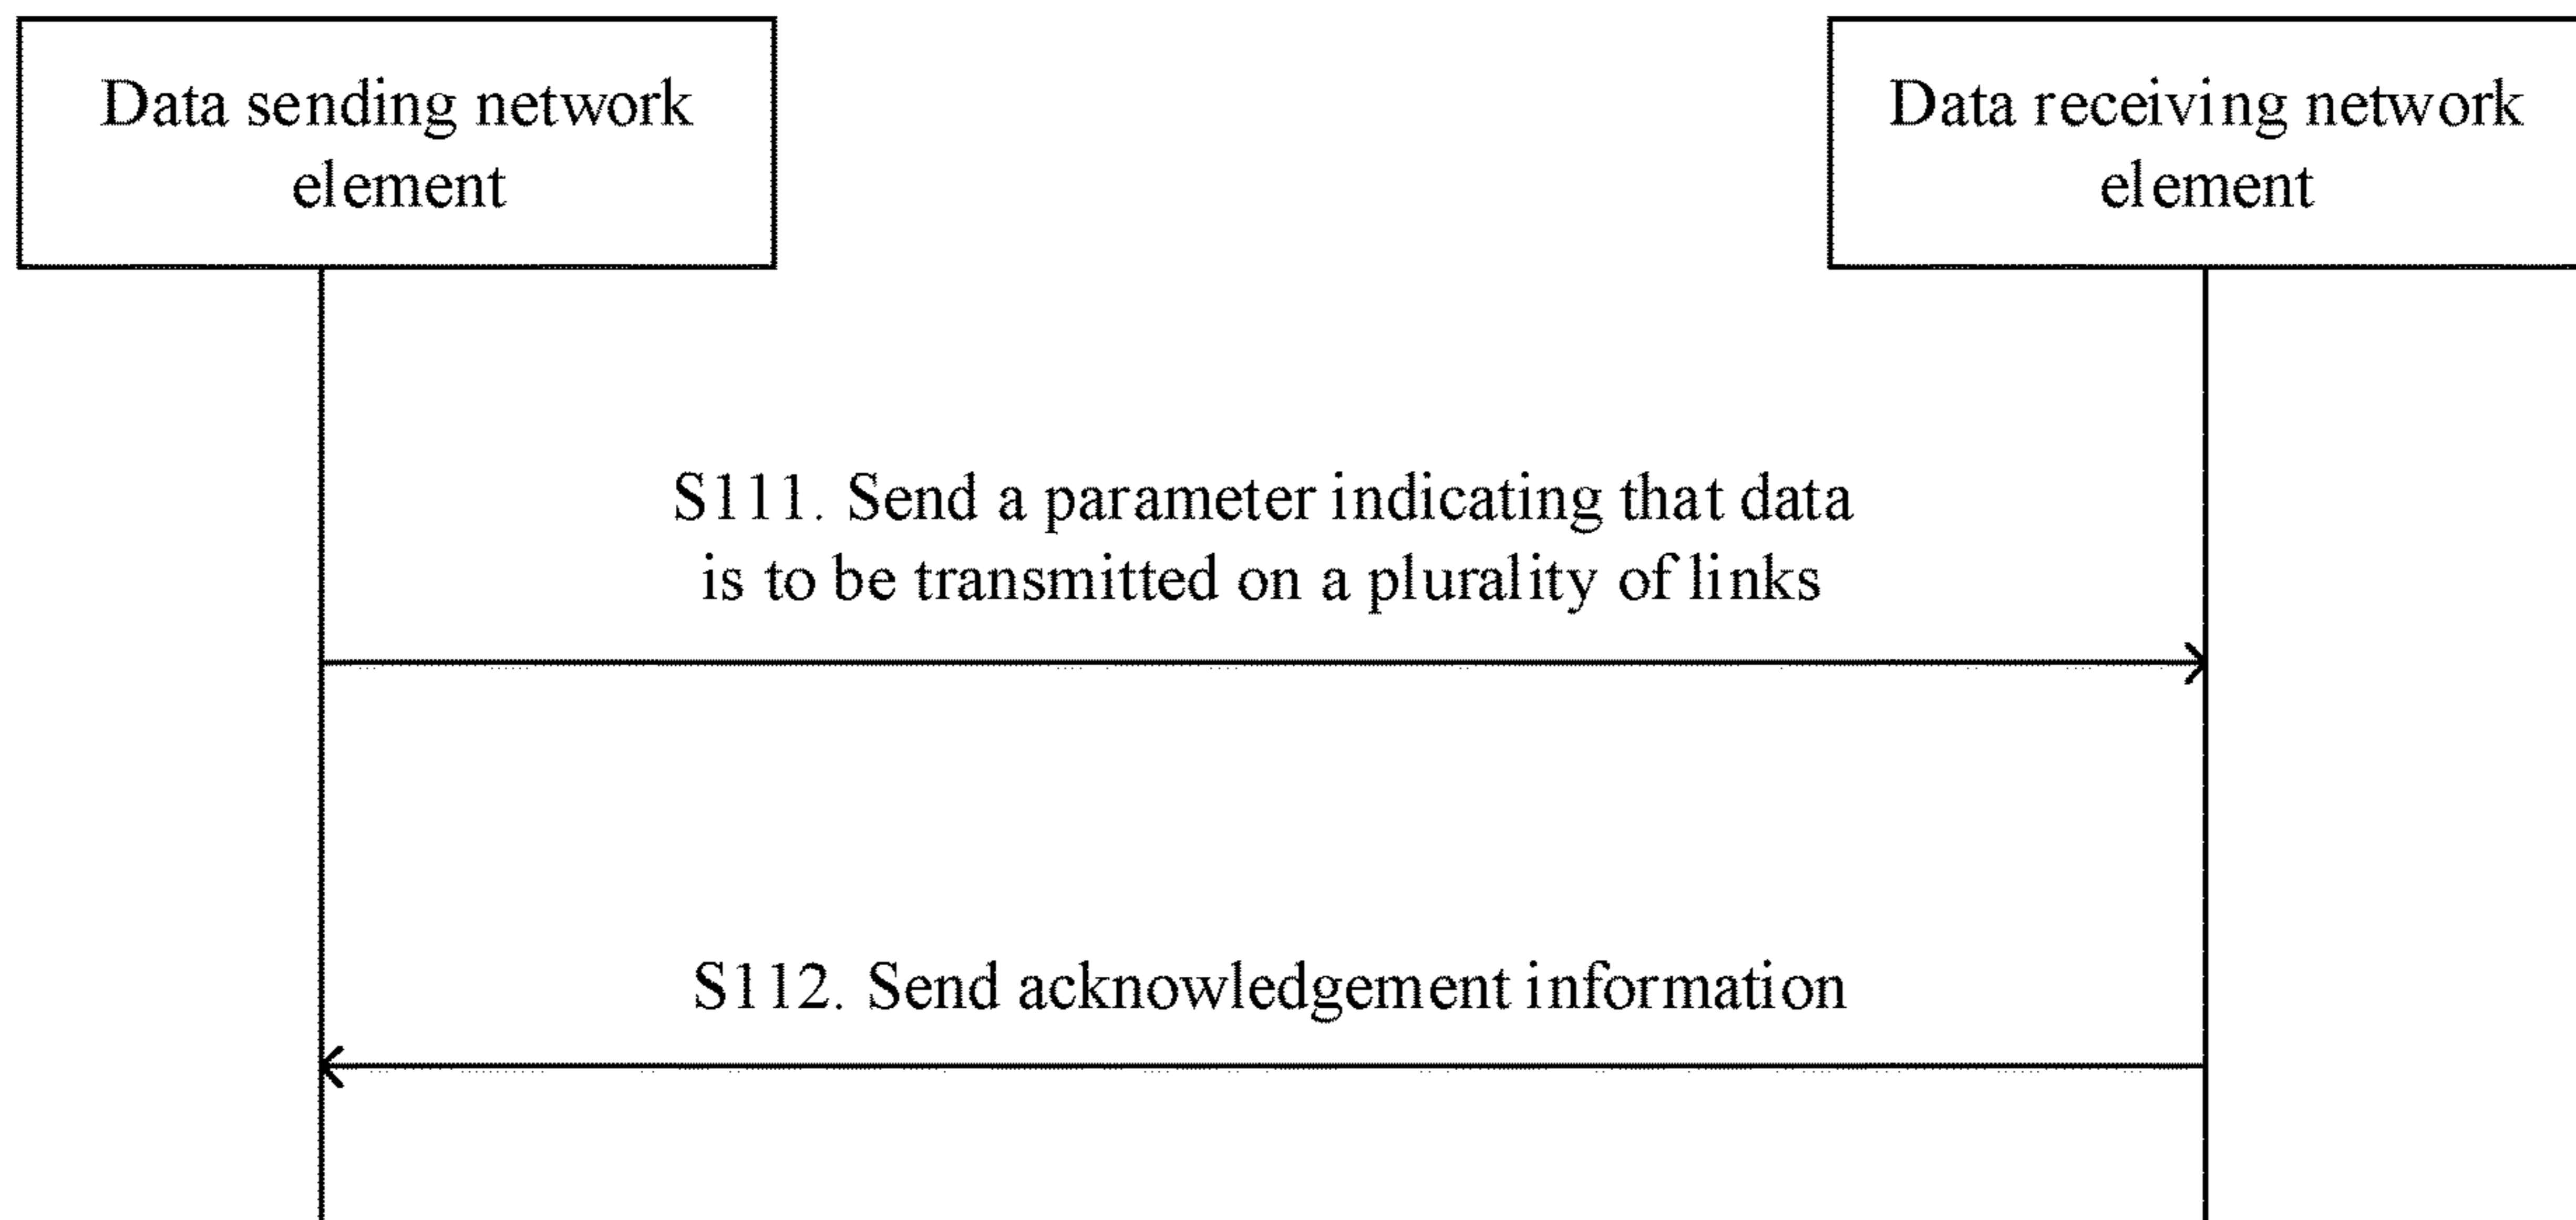 Data sending network
element
Data receiving network
element
S111. Send a parameter indicating that data
is to be transmitted on a plurality of links
S112. Send acknowledgement information